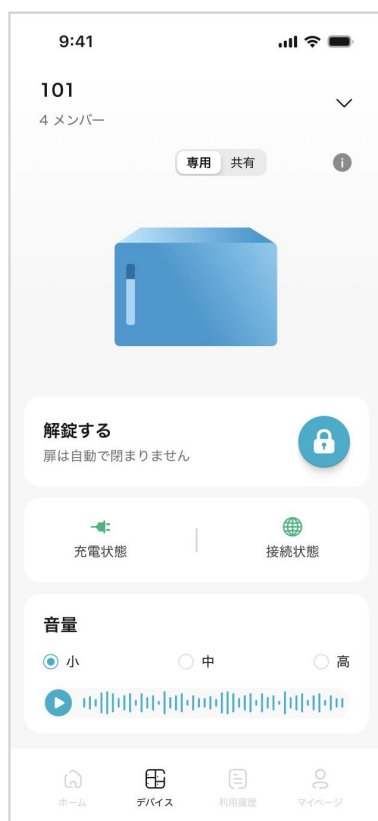 9:41
101
4 メンバー
専用 共有
i
解錠する
扉は自動で閉まりません
充電状態 接続状態
音量
小 中 高
ホーム デバイス 利用履歴 マイページ